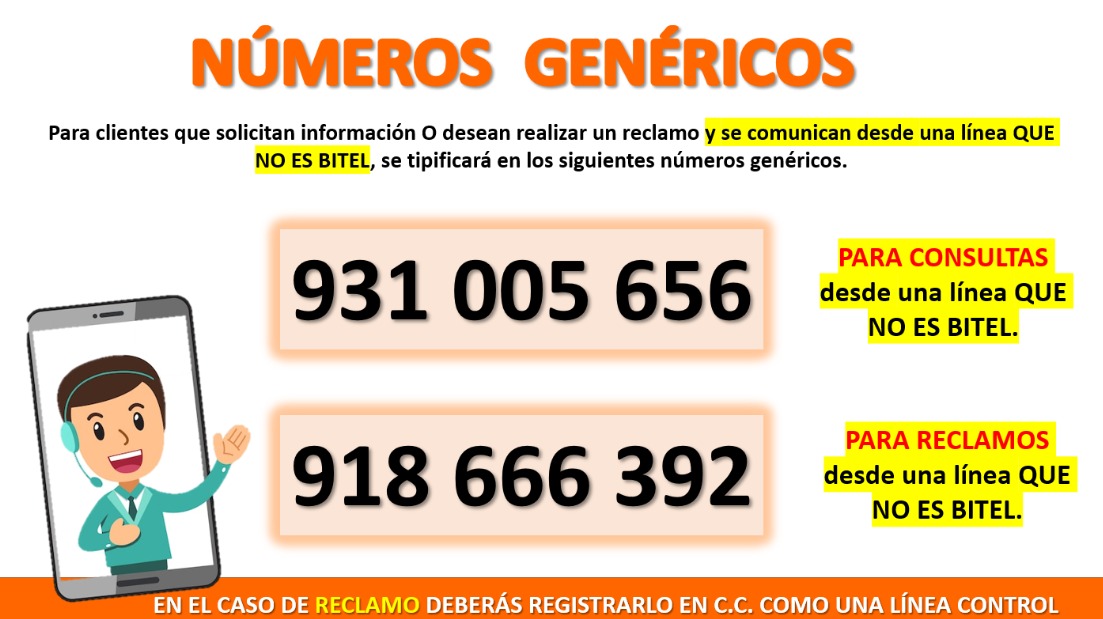 NÚMEROS GENÉRICOS
Para clientes que solicitan información O desean realizar un reclamo y se comunican desde una línea QUE
NO ES BITEL, se tipificará en los siguientes números genéricos.
931 005 656
PARA CONSULTAS
desde una línea QUE
NO ES BITEL.
918 666 392
PARA RECLAMOS
desde una línea QUE
NO ES BITEL.
EN EL CASO DE RECLAMO DEBERÁS REGISTRARLO EN C.C. COMO UNA LÍNEA CONTROL